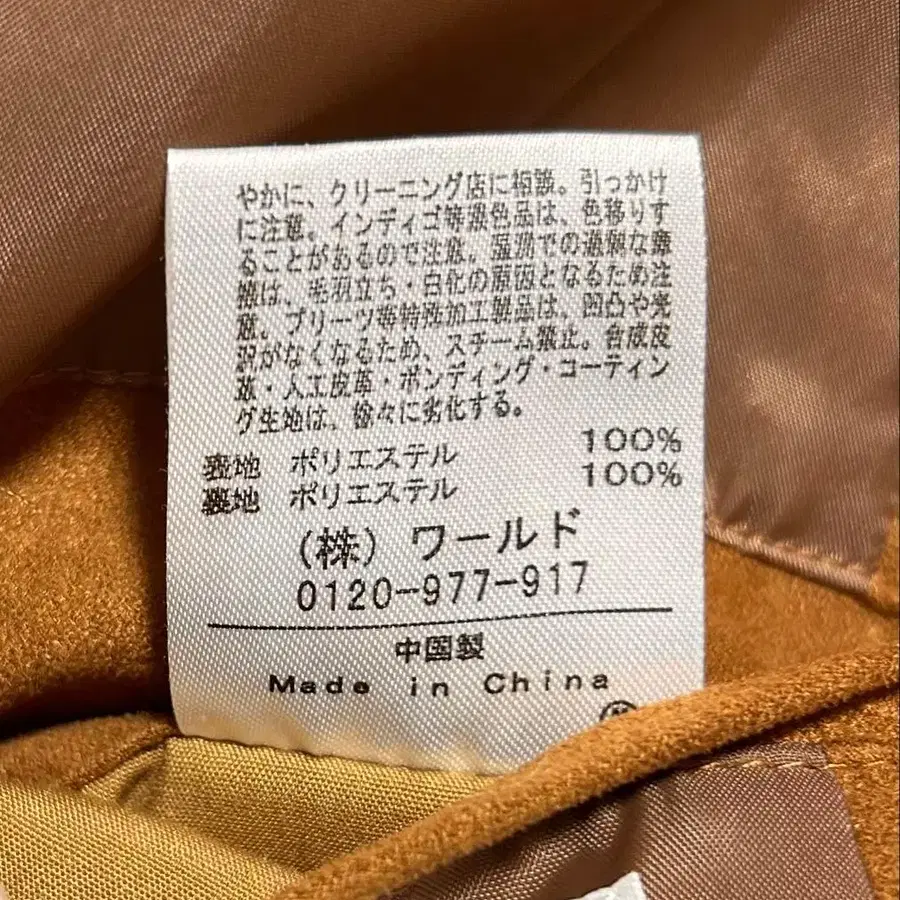 やかに、クリーニング店に相談。引っかけ
に注意。インディゴ等濃色品は、色移りす
ることがあるので注意。湿潤での過剰な摩
擦は、毛羽立ち・白化の原因となるため注
意。プリーツ等特殊加工製品は、凹凸や光
沢がなくなるため、スチーム禁止。合成皮
革・人工皮革・ボンディング・コーティン
グ生地は、徐々に劣化する。
表地 ポリエステル 100%
裏地 ポリエステル 100%
(株) ワールド
0120-977-917
中国製
Made in China